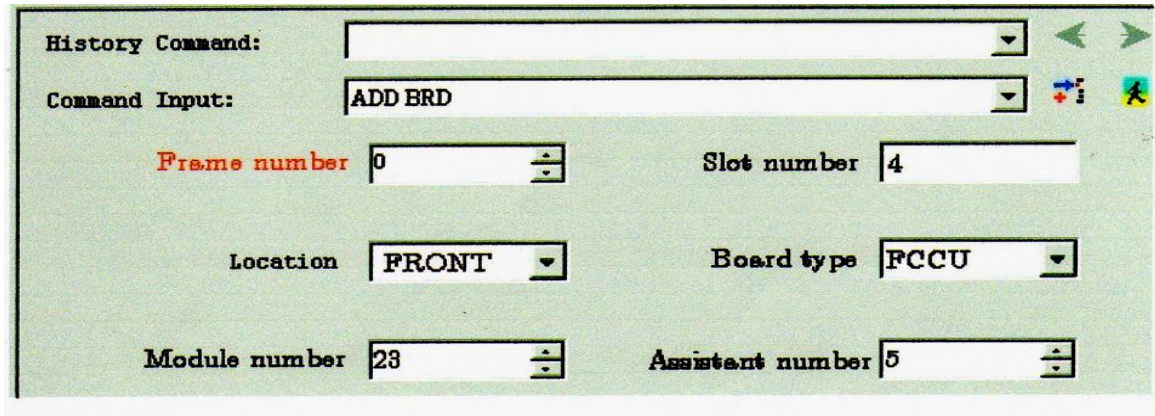 History Command:
Command Input: ADD BRD
Frame number 0 Slot number 4
Location FRONT Board type FCCU
Module number 23 Assistant number 5